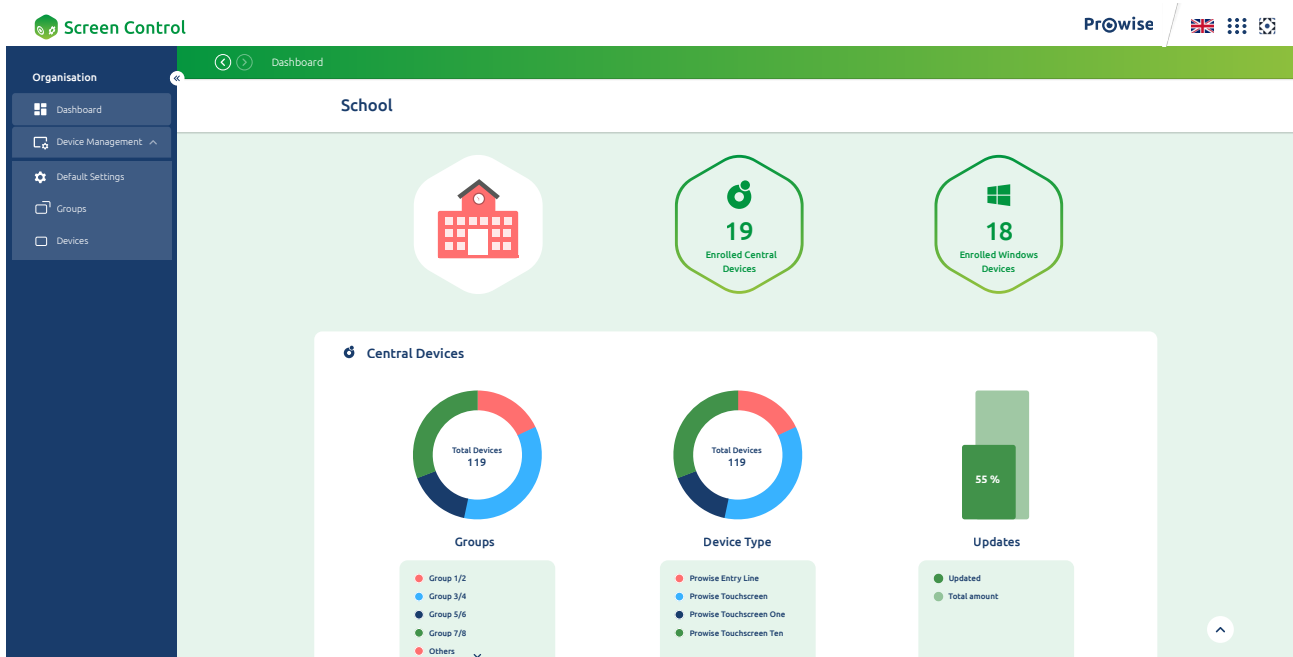 Screen Control
Prowise
Organisation
Dashboard
Dashboard
Device Management
Default Settings
Groups
Devices
School
19
Enrolled Central
Devices
18
Enrolled Windows
Devices
Central Devices
Total Devices
119
Total Devices
119
55 %
Groups
Device Type
Updates
Group 1/2
Group 3/4
Group 5/6
Group 7/8
Others
Prowise Entry Line
Prowise Touchscreen
Prowise Touchscreen One
Prowise Touchscreen Ten
Updated
Total amount